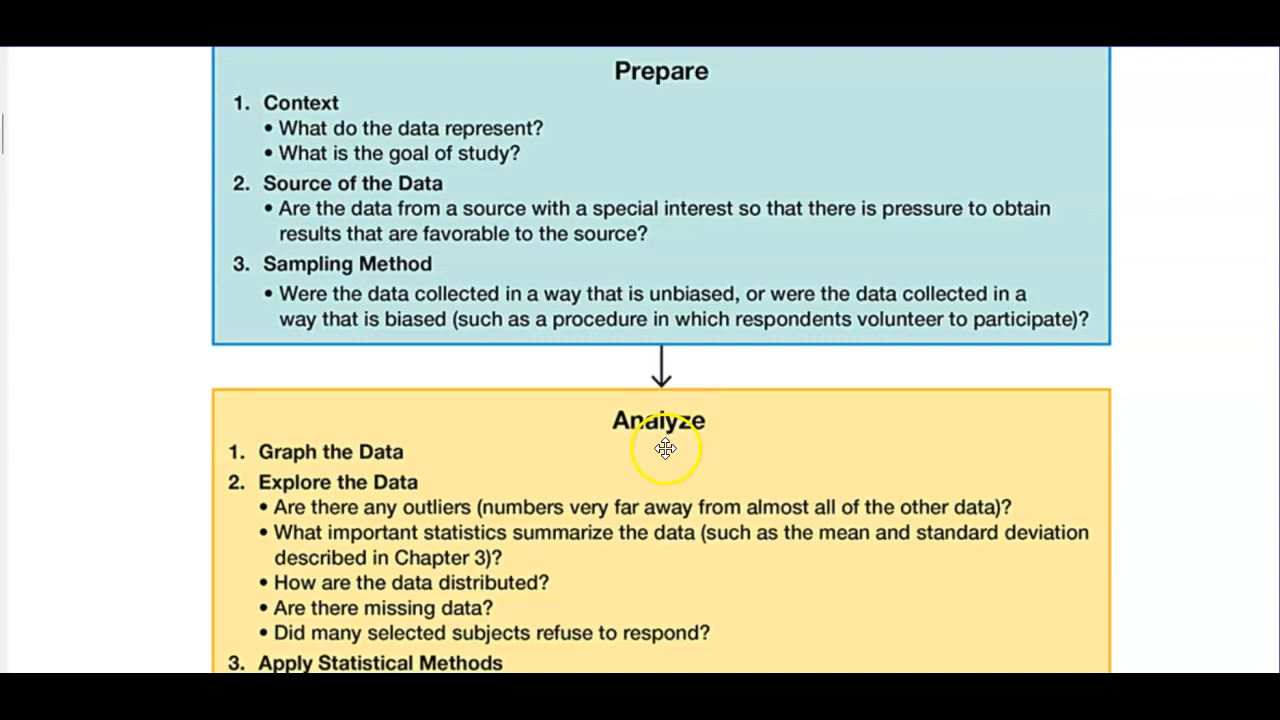 Prepare
1. Context
• What do the data represent?
• What is the goal of study?
2. Source of the Data
• Are the data from a source with a special interest so that there is pressure to obtain
results that are favorable to the source?
3. Sampling Method
• Were the data collected in a way that is unbiased, or were the data collected in a
way that is biased (such as a procedure in which respondents volunteer to participate)?
Analyze
1. Graph the Data
2. Explore the Data
• Are there any outliers (numbers very far away from almost all of the other data)?
• What important statistics summarize the data (such as the mean and standard deviation
described in Chapter 3)?
• How are the data distributed?
• Are there missing data?
• Did many selected subjects refuse to respond?
3. Apply Statistical Methods